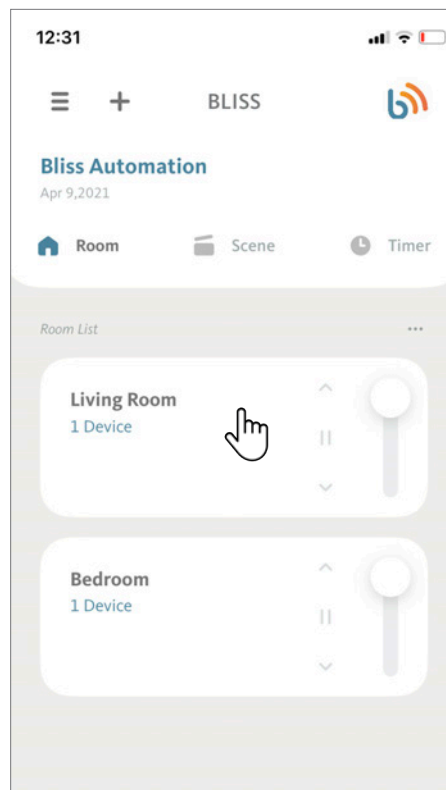 12:31
BLISS
b
Bliss Automation
Apr 9,2021
Room Scene Timer
Room List
Living Room
1 Device
Bedroom
1 Device